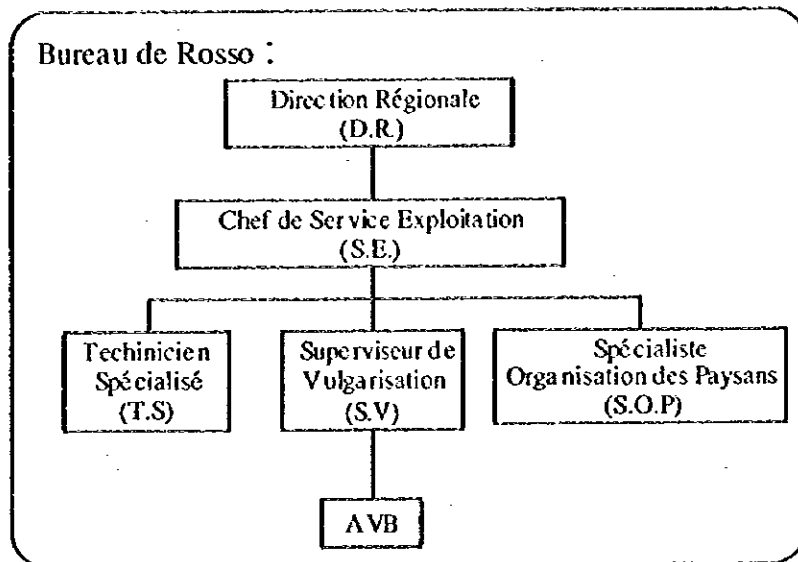 Bureau de Rosso :
Direction Régionale
(D.R.)
Chef de Service Exploitation
(S.E.)
Techinicien
Spécialisé
(T.S)
Superviseur de
Vulgarisation
(S.V)
Spécialiste
Organisation des Paysans
(S.O.P)
AVB